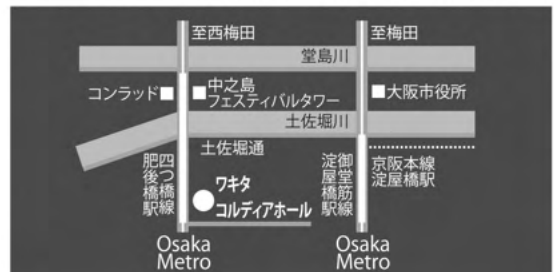 至西梅田
至梅田
堂島川
コンラッド
中之島
フェスティバルタワー
大阪市役所
土佐堀川
土佐堀通
四つ橋線
肥後橋駅
御堂筋線
淀屋橋駅
京阪本線
淀屋橋駅
ワキタ
コルディアホール
Osaka
Metro
Osaka
Metro